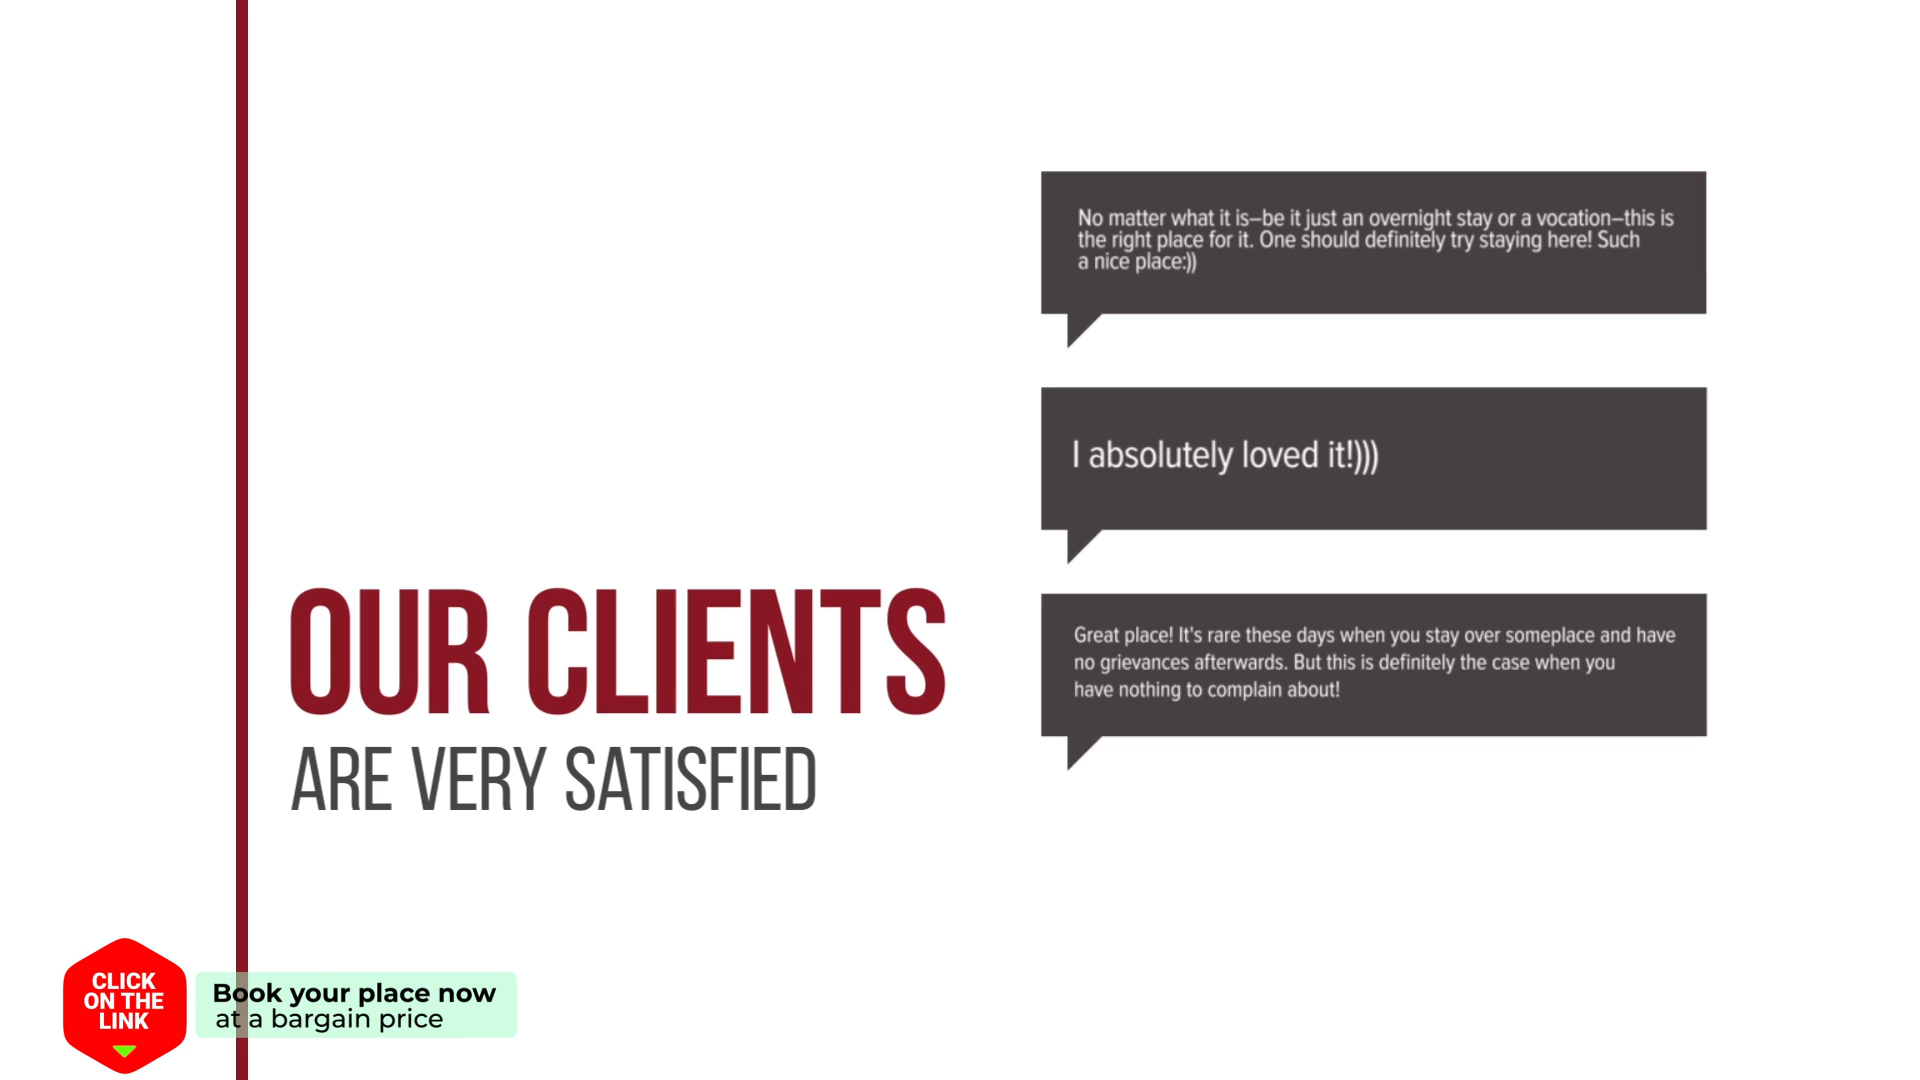 No matter what it is–be it just an overnight stay or a vocation–this is
the right place for it. One should definitely try staying here! Such
a nice place:))
I absolutely loved it!)))
Great place! It's rare these days when you stay over someplace and have
no grievances afterwards. But this is definitely the case when you
have nothing to complain about!
OUR CLIENTS
ARE VERY SATISFIED
CLICK
ON THE
LINK
Book your place now
at a bargain price